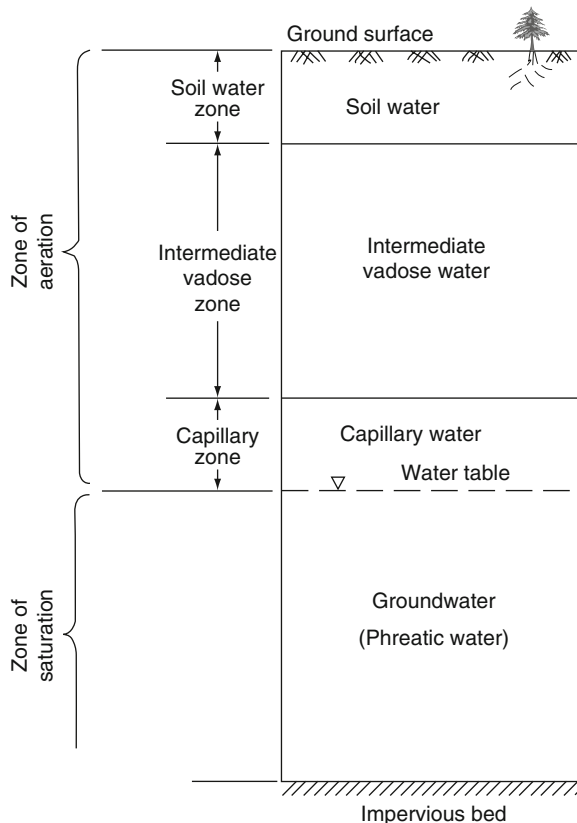 Ground surface
Soil water
zone
Soil water
Zone of
aeration
Intermediate
vadose
zone
Intermediate
vadose water
Capillary
zone
Capillary water
Water table
Zone of
saturation
Groundwater
(Phreatic water)
Impervious bed